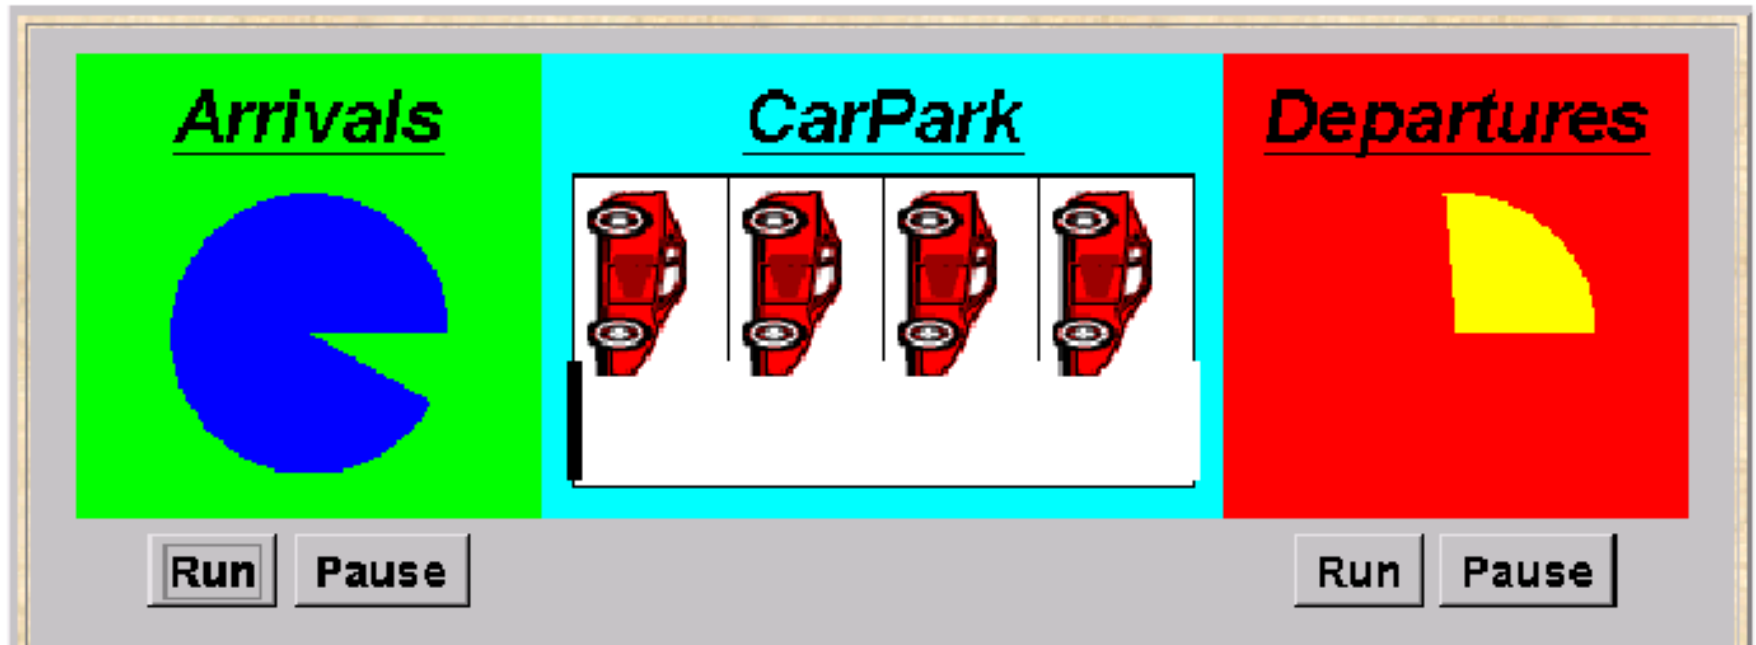 Arrivals
CarPark
Departures
Run
Pause
Run
Pause